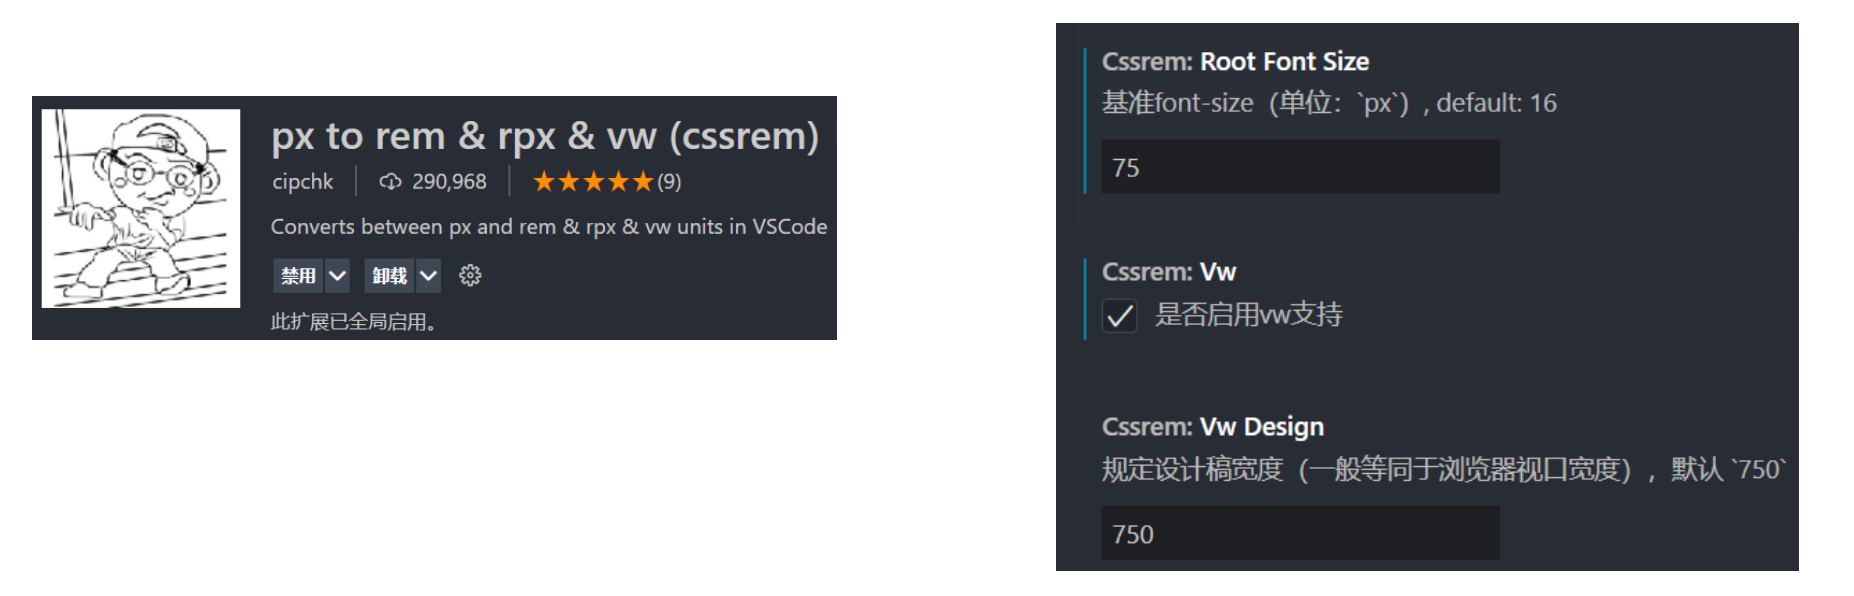 px to rem & rpx & vw (cssrem)
cipchk 290,968 ★★★★★(9)
Converts between px and rem & rpx & vw units in VSCode
禁用 卸载
此扩展已全局启用。
Cssrem: Root Font Size
基准font-size（单位：`px`）, default: 16
75
Cssrem: Vw
是否启用vw支持
Cssrem: Vw Design
规定设计稿宽度（一般等同于浏览器视口宽度），默认 `750`
750